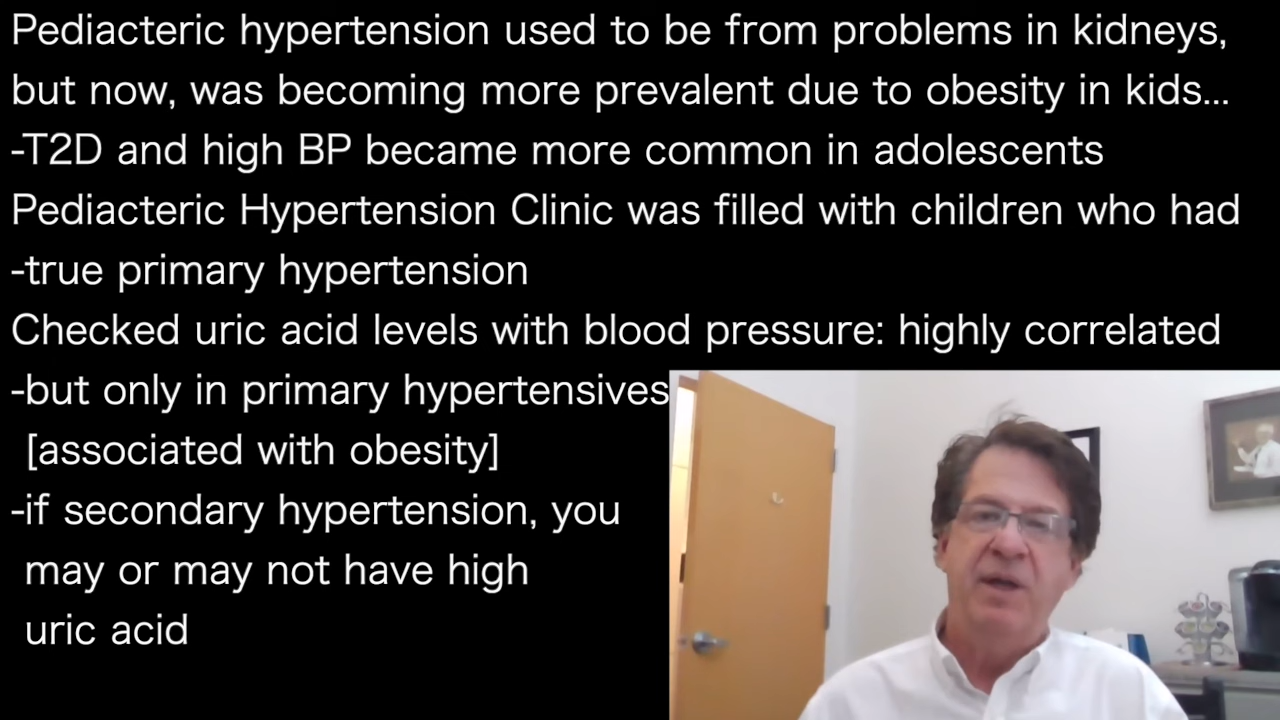 Pediacteric hypertension used to be from problems in kidneys,
but now, was becoming more prevalent due to obesity in kids...
-T2D and high BP became more common in adolescents
Pediacteric Hypertension Clinic was filled with children who had
-true primary hypertension
Checked uric acid levels with blood pressure: highly correlated
-but only in primary hypertensives
[associated with obesity]
-if secondary hypertension, you
may or may not have high
uric acid